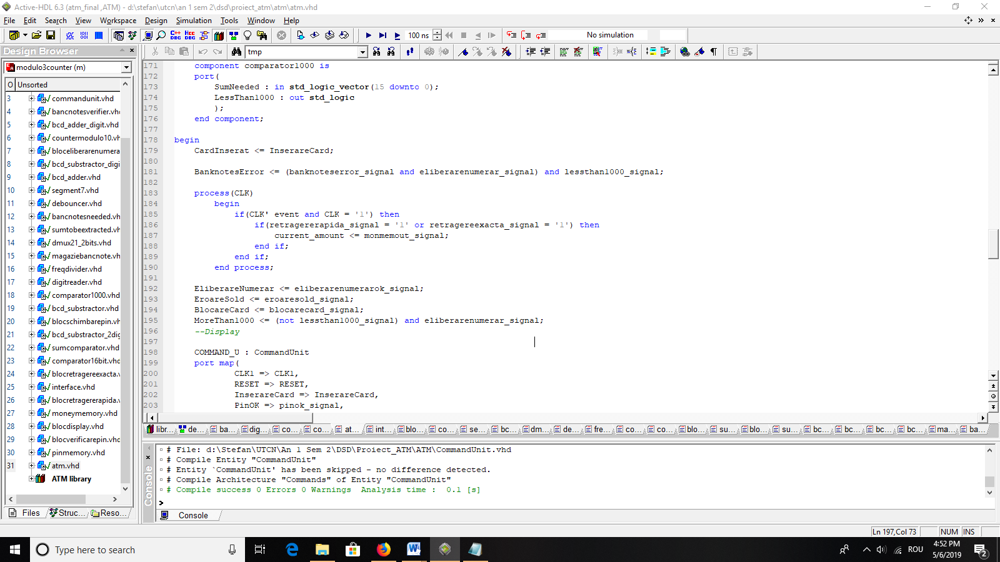 Active-HDL 6.3 (atm_final ,ATM) - d:\stefan\utcn\an 1 sem 2\dsd\proiect_atm\atm\atm.vhd
File Edit Search View Workspace Design Simulation Tools Window Help
100 ns No simulation
Design Browser
tmp
modulo3counter (m)
O Unsorted
3 commandunit.vhd
4 bancnotesverifier.vh
5 bcd_adder_digit.vhd
6 countermodulo10.vh
7 bloceliberarenumera
8 bcd_substractor_digi
9 bcd_adder.vhd
10 segment7.vhd
11 debouncer.vhd
12 bancnotesneeded.vh
13 sumtobeextracted.vh
14 dmux21_2bits.vhd
15 magaziebancnote.vh
16 freqdivider.vhd
17 digitreader.vhd
18 comparator1000.vhd
19 bcd_substractor.vhd
20 blocschimbarepin.vh
21 bcd_substractor_2dig
22 sumcomparator.vhd
23 comparator16bit.vhd
24 blocretragereexacta.v
25 interface.vhd
26 blocretragererapida.v
27 moneymemory.vhd
28 blocdisplay.vhd
29 blocverificarepin.vhd
30 pinmemory.vhd
31 atm.vhd
ATM library
Files Struc... Reso...
171 component comparator1000 is
172 port(
173 SumNeeded : in std_logic_vector(15 downto 0);
174 LessThan1000 : out std_logic
175 );
176 end component;
177
178 begin
179 CardInserat <= InserareCard;
180
181 BanknotesError <= (banknoteserror_signal and eliberarenumerar_signal) and lessthan1000_signal;
182
183 process(CLK)
184 begin
185 if(CLK' event and CLK = '1') then
186 if(retragererapida_signal = '1' or retragereexacta_signal = '1') then
187 current_amount <= monmemout_signal;
188 end if;
189 end if;
190 end process;
191
192 EliberareNumerar <= eliberarenumerarok_signal;
193 EroareSold <= eroaresold_signal;
194 BlocareCard <= blocarecard_signal;
195 MoreThan1000 <= (not lessthan1000_signal) and eliberarenumerar_signal;
196 --Display
197
198 COMMAND_U : CommandUnit
199 port map(
200 CLK1 => CLK1,
201 RESET => RESET,
202 InserareCard => InserareCard,
203 PinOK => pinok_signal,
libr... de... ba... dig... co... co... at... int... blo... co... se... bc... dm... de... fre... co... co... blo... su... blo... su... bc... bc... bc... bc... ma... ba...
# File: d:\Stefan\UTCN\An 1 Sem 2\DSD\Proiect_ATM\ATM\CommandUnit.vhd
# Compile Entity "CommandUnit"
# Entity `CommandUnit' has been skipped - no difference detected.
# Compile Architecture "Commands" of Entity "CommandUnit"
# Compile success 0 Errors 0 Warnings Analysis time : 0.1 [s]
>
Console
Console
Ln 197,Col 73 NUM INS
Type here to search
ROU
4:52 PM
5/6/2019
2